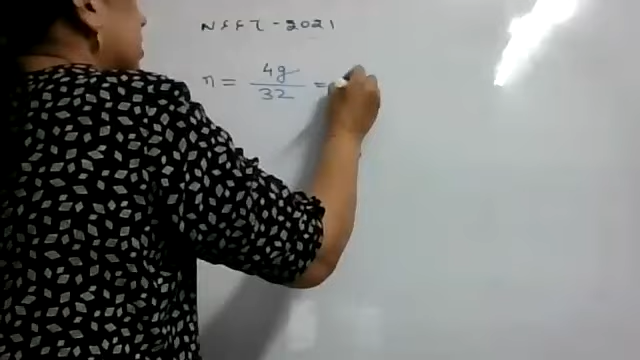 NEET - 2021
n = 4g / 32 =